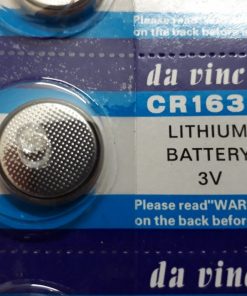 Please read"WAR
on the back before
da vinc
CR163
LITHIUM
BATTERY
3V
Please read"WAR
on the back befor
da vinc